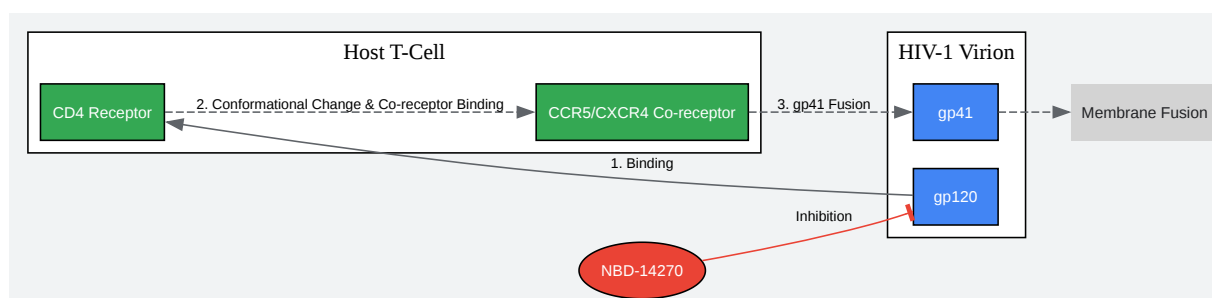 Host T-Cell
HIV-1 Virion
CD4 Receptor
2. Conformational Change & Co-receptor Binding
CCR5/CXCR4 Co-receptor
3. gp41 Fusion
gp41
Membrane Fusion
1. Binding
gp120
Inhibition
NBD-14270